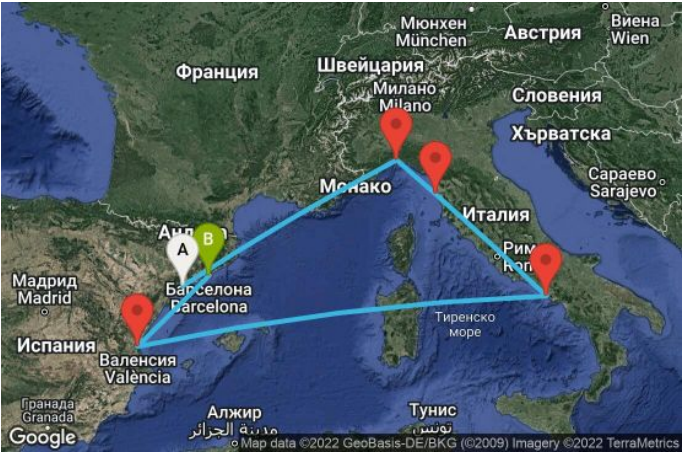 Мюнхен
München
Виена
Wien
Австрия
Франция
Швейцария
Милано
Milano
Словения
Хърватска
Сараево
Sarajevo
Монако
Италия
Рим
A
B
Барселона
Barcelona
Мадрид
Madrid
Тиренско
море
Испания
Валенсия
València
Гранада
Granada
Алжир
مدينة الجزائر
Тунис
تونس
Google
Map data ©2022 GeoBasis-DE/BKG (©2009) Imagery ©2022 TerraMetrics